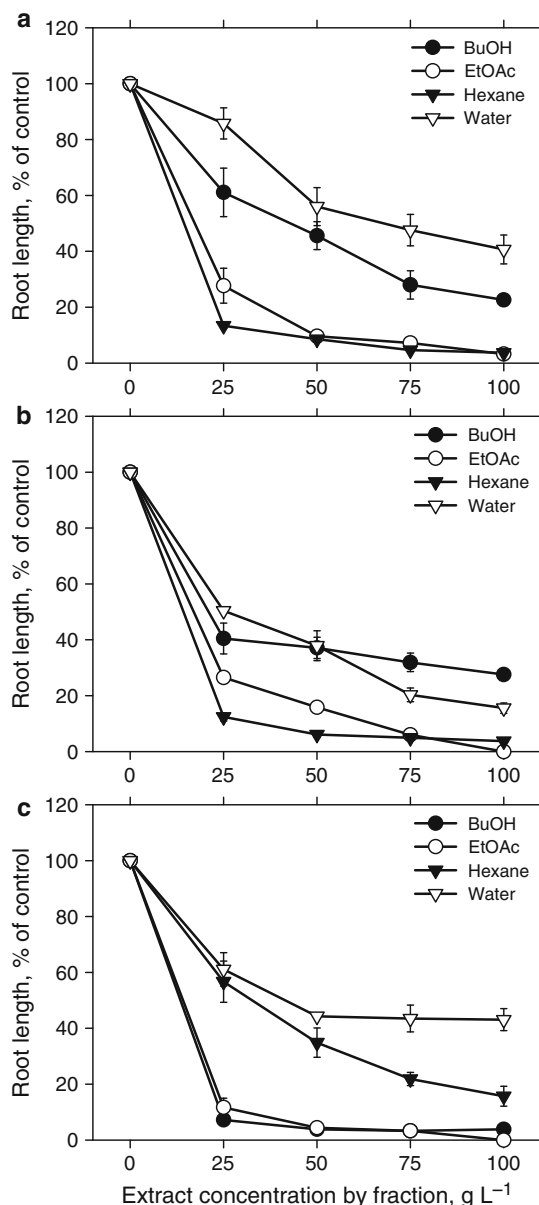 a
Root length, % of control
120
100
80
60
40
20
0
BuOH
EtOAc
Hexane
Water
0 25 50 75 100
b
Root length, % of control
120
100
80
60
40
20
0
BuOH
EtOAc
Hexane
Water
0 25 50 75 100
c
Root length, % of control
120
100
80
60
40
20
0
BuOH
EtOAc
Hexane
Water
0 25 50 75 100
Extract concentration by fraction, g L⁻¹